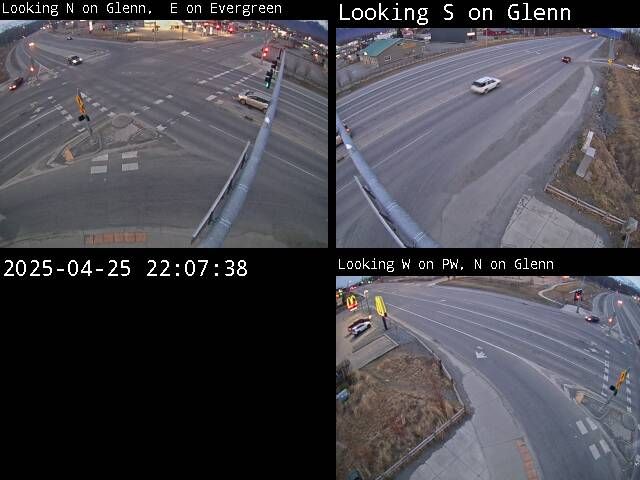 Looking N on Glenn, E on Evergreen
Looking S on Glenn
2025-04-25 22:07:38
Looking W on PW, N on Glenn